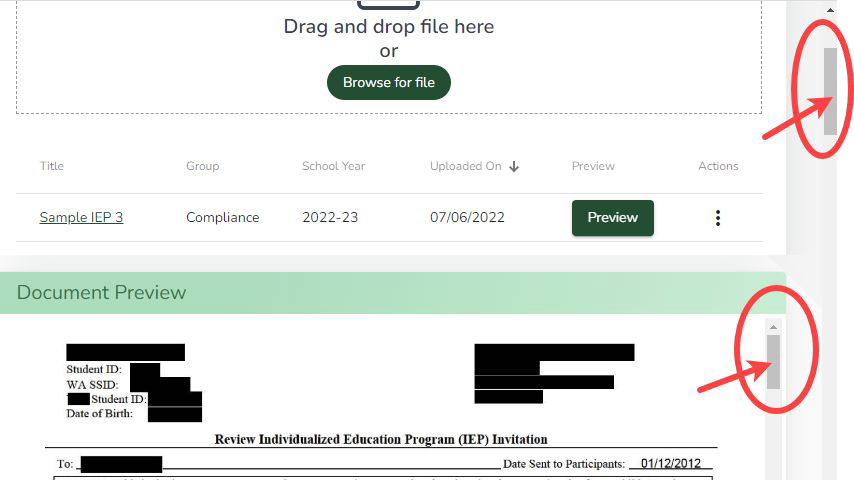 Drag and drop file here
or
Browse for file
Title Group School Year Uploaded On Preview Actions
Sample IEP 3 Compliance 2022-23 07/06/2022 Preview
Document Preview
Student ID:
WA SSID:
Student ID:
Date of Birth:
Review Individualized Education Program (IEP) Invitation
To: Date Sent to Participants: 01/12/2012